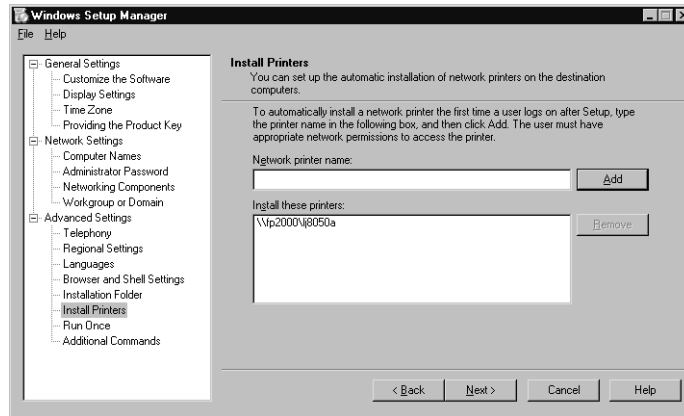 Windows Setup Manager
File Help
General Settings
Customize the Software
Display Settings
Time Zone
Providing the Product Key
Network Settings
Computer Names
Administrator Password
Networking Components
Workgroup or Domain
Advanced Settings
Telephony
Regional Settings
Languages
Browser and Shell Settings
Installation Folder
Install Printers
Run Once
Additional Commands
Install Printers
You can set up the automatic installation of network printers on the destination
computers.
To automatically install a network printer the first time a user logs on after Setup, type
the printer name in the following box, and then click Add. The user must have
appropriate network permissions to access the printer.
Network printer name:
Add
Install these printers:
\\fp2000\lj8050a
Remove
< Back
Next >
Cancel
Help